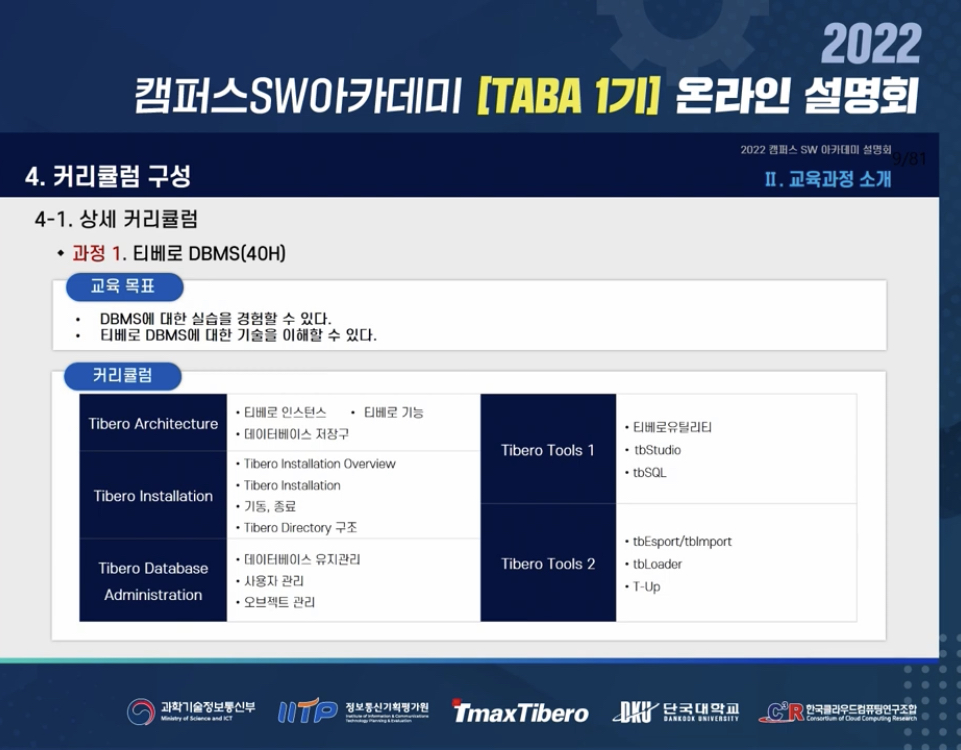 2022
캠퍼스SW아카데미 [TABA 1기] 온라인 설명회
2022 캠퍼스 SW 아카데미 설명회
9/81
4. 커리큘럼 구성
Ⅱ. 교육과정 소개
4-1. 상세 커리큘럼
◆ 과정 1. 티베로 DBMS(40H)
교육 목표
• DBMS에 대한 실습을 경험할 수 있다.
• 티베로 DBMS에 대한 기술을 이해할 수 있다.
커리큘럼
Tibero Architecture
• 티베로 인스턴스 • 티베로 기능
• 데이터베이스 저장구
Tibero Installation
• Tibero Installation Overview
• Tibero Installation
• 기동, 종료
• Tibero Directory 구조
Tibero Database
Administration
• 데이터베이스 유지관리
• 사용자 관리
• 오브젝트 관리
Tibero Tools 1
• 티베로유틸리티
• tbStudio
• tbSQL
Tibero Tools 2
• tbEsport/tbImport
• tbLoader
• T-Up
과학기술정보통신부
Ministry of Science and ICT
IITP
정보통신기획평가원
Institute of Information & Communications
Technology Planning & Evaluation
TmaxTibero
DKU
단국대학교
DANKOOK UNIVERSITY
C3R
한국클라우드컴퓨팅연구조합
Consortium of Cloud Computing Research